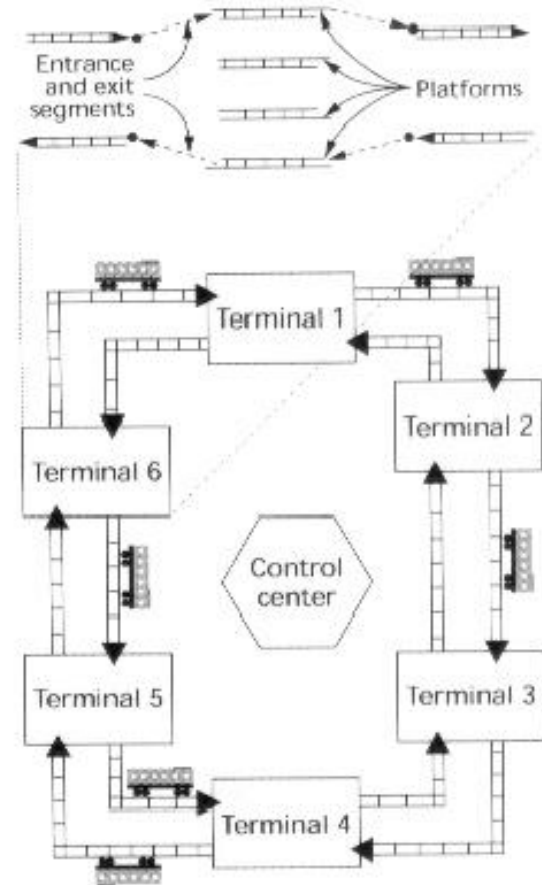 Entrance
and exit
segments
Platforms
Terminal 1
Terminal 2
Terminal 6
Control
center
Terminal 5
Terminal 3
Terminal 4